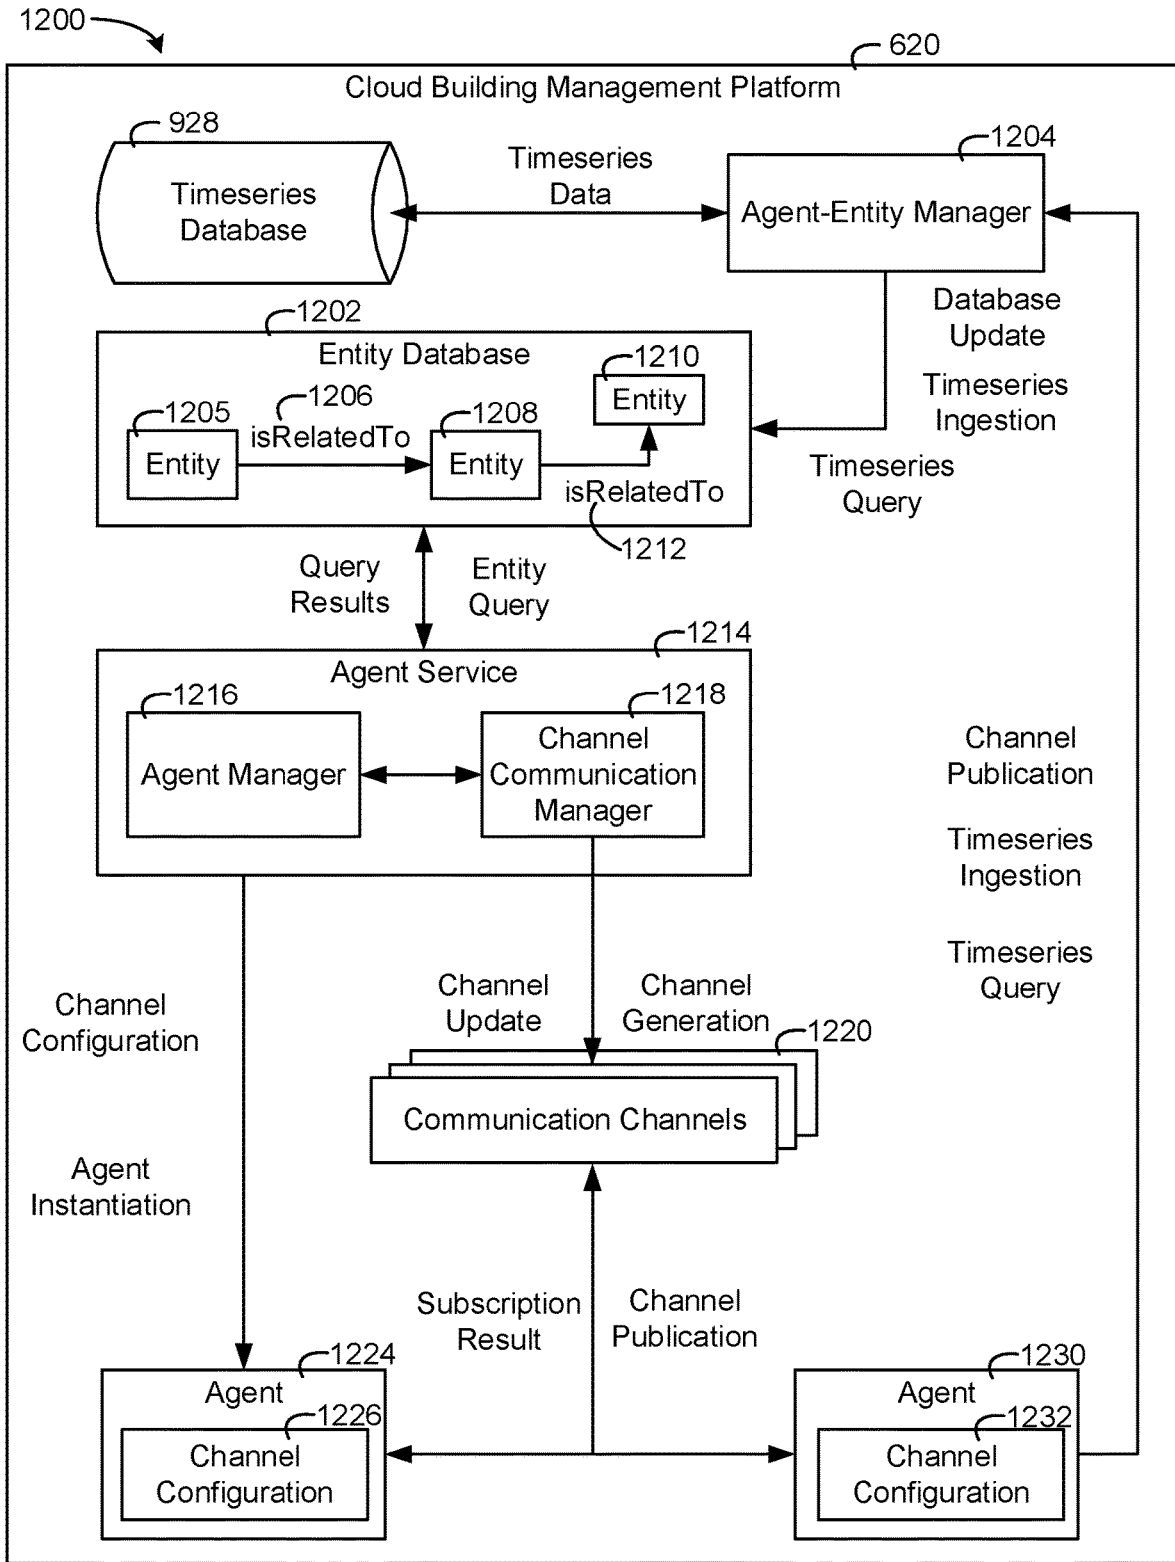 1200
620
Cloud Building Management Platform
928
Timeseries
Database
Timeseries
Data
1204
Agent-Entity Manager
Database
Update
Timeseries
Ingestion
Timeseries
Query
1202
Entity Database
1205
Entity
1206
isRelatedTo
1208
Entity
1210
Entity
isRelatedTo
1212
Query
Results
Entity
Query
1214
Agent Service
1216
Agent Manager
1218
Channel
Communication
Manager
Channel
Publication
Timeseries
Ingestion
Timeseries
Query
Channel
Configuration
Agent
Instantiation
Channel
Update
Channel
Generation
1220
Communication Channels
Subscription
Result
Channel
Publication
1224
Agent
1226
Channel
Configuration
1230
Agent
1232
Channel
Configuration